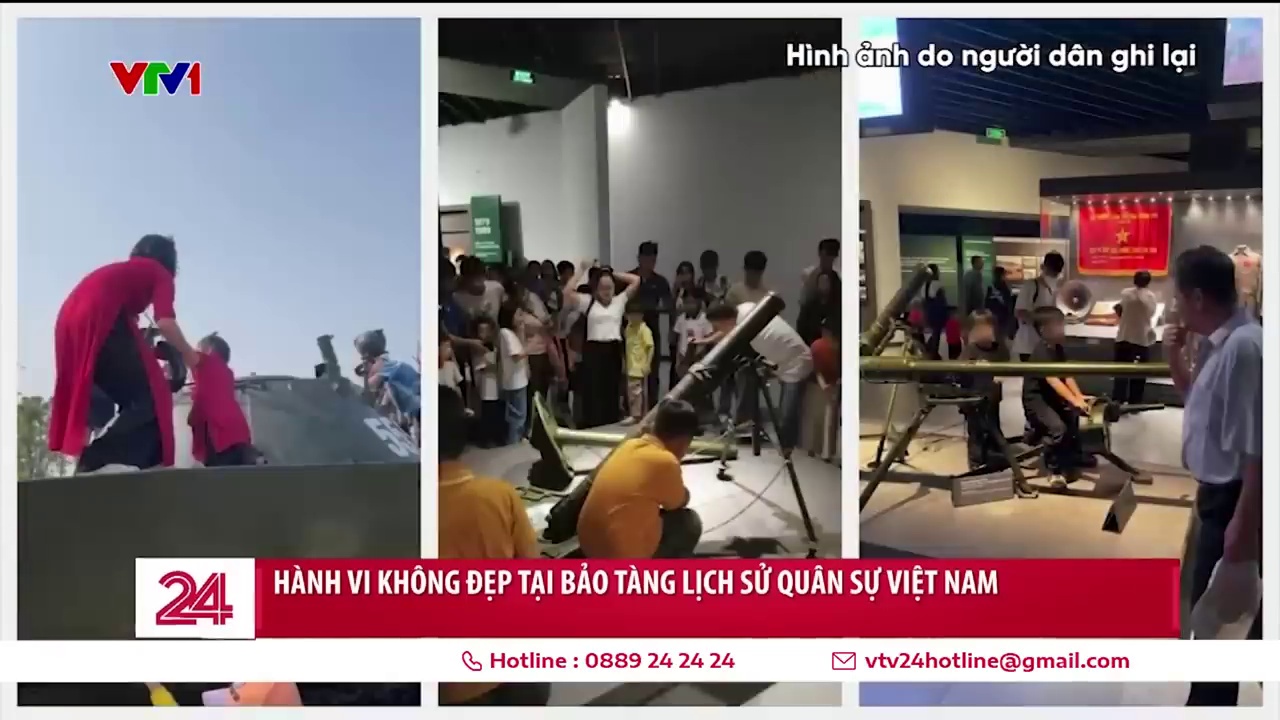 VTV1
Hình ảnh do người dân ghi lại
24
HÀNH VI KHÔNG ĐẸP TẠI BẢO TÀNG LỊCH SỬ QUÂN SỰ VIỆT NAM
Hotline : 0889 24 24 24
vtv24hotline@gmail.com